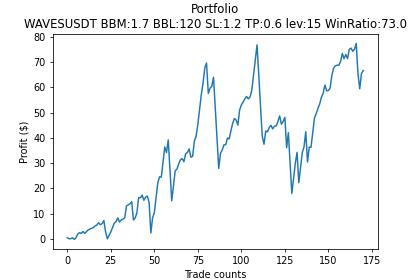 Portfolio
WAVESUSDT BBM:1.7 BBL:120 SL:1.2 TP:0.6 lev:15 WinRatio:73.0
80
70
60
50
40
30
20
10
0
Profit ($)
0 25 50 75 100 125 150 175
Trade counts